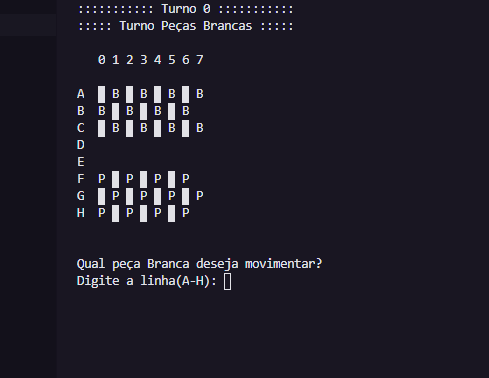 ::::::::::: Turno 0 :::::::::::
::::: Turno Peças Brancas :::::
0 1 2 3 4 5 6 7
A █ B █ B █ B █ B
B B █ B █ B █ B
C █ B █ B █ B █ B
D
E
F P █ P █ P █ P
G █ P █ P █ P █ P
H P █ P █ P █ P
Qual peça Branca deseja movimentar?
Digite a linha(A-H):